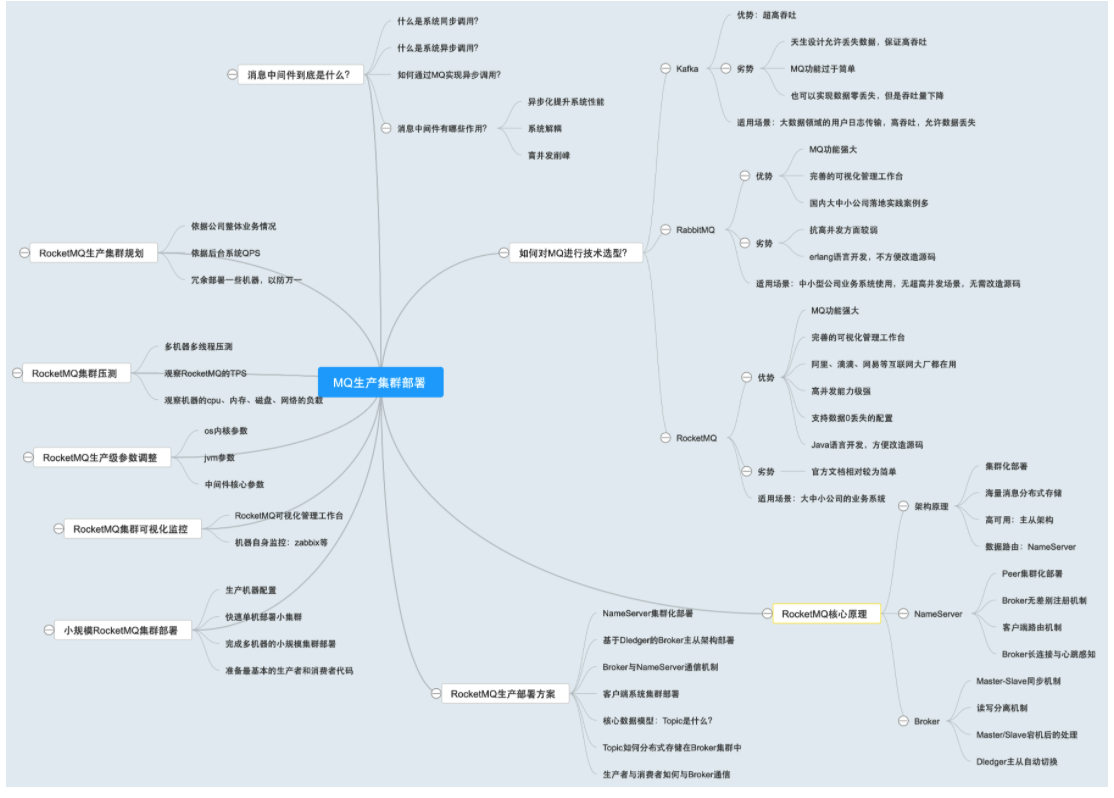 MQ生产集群部署
消息中间件到底是什么?
什么是系统同步调用?
什么是系统异步调用?
如何通过MQ实现异步调用?
消息中间件有哪些作用?
异步化提升系统性能
系统解耦
高并发削峰
RocketMQ生产集群规划
依据公司整体业务情况
依据后台系统QPS
冗余部署一些机器，以防万一
RocketMQ集群压测
多机器多线程压测
观察RocketMQ的TPS
观察机器的cpu、内存、磁盘、网络的负载
RocketMQ生产级参数调整
os内核参数
jvm参数
中间件核心参数
RocketMQ集群可视化监控
RocketMQ可视化管理工作台
机器自身监控：zabbix等
小规模RocketMQ集群部署
生产机器配置
快速单机部署小集群
完成多机器的小规模集群部署
准备最基本的生产者和消费者代码
如何对MQ进行技术选型?
Kafka
优势：超高吞吐
劣势
天生设计允许丢失数据，保证高吞吐
MQ功能过于简单
也可以实现数据零丢失，但是吞吐量下降
适用场景：大数据领域的用户日志传输，高吞吐，允许数据丢失
RabbitMQ
优势
MQ功能强大
完善的可视化管理工作台
国内大中小公司落地实践案例多
劣势
抗高并发方面较弱
erlang语言开发，不方便改造源码
适用场景：中小型公司业务系统使用，无超高并发场景，无需改造源码
RocketMQ
优势
MQ功能强大
完善的可视化管理工作台
阿里、滴滴、网易等互联网大厂都在用
高并发能力极强
支持数据0丢失的配置
Java语言开发，方便改造源码
劣势
官方文档相对较为简单
适用场景：大中小公司的业务系统
RocketMQ核心原理
架构原理
集群化部署
海量消息分布式存储
高可用：主从架构
数据路由：NameServer
NameServer
Peer集群化部署
Broker无差别注册机制
客户端路由机制
Broker长连接与心跳感知
Broker
Master-Slave同步机制
读写分离机制
Master/Slave宕机后的处理
Dledger主从自动切换
RocketMQ生产部署方案
NameServer集群化部署
基于Dledger的Broker主从架构部署
Broker与NameServer通信机制
客户端系统集群部署
核心数据模型：Topic是什么?
Topic如何分布式存储在Broker集群中
生产者与消费者如何与Broker通信